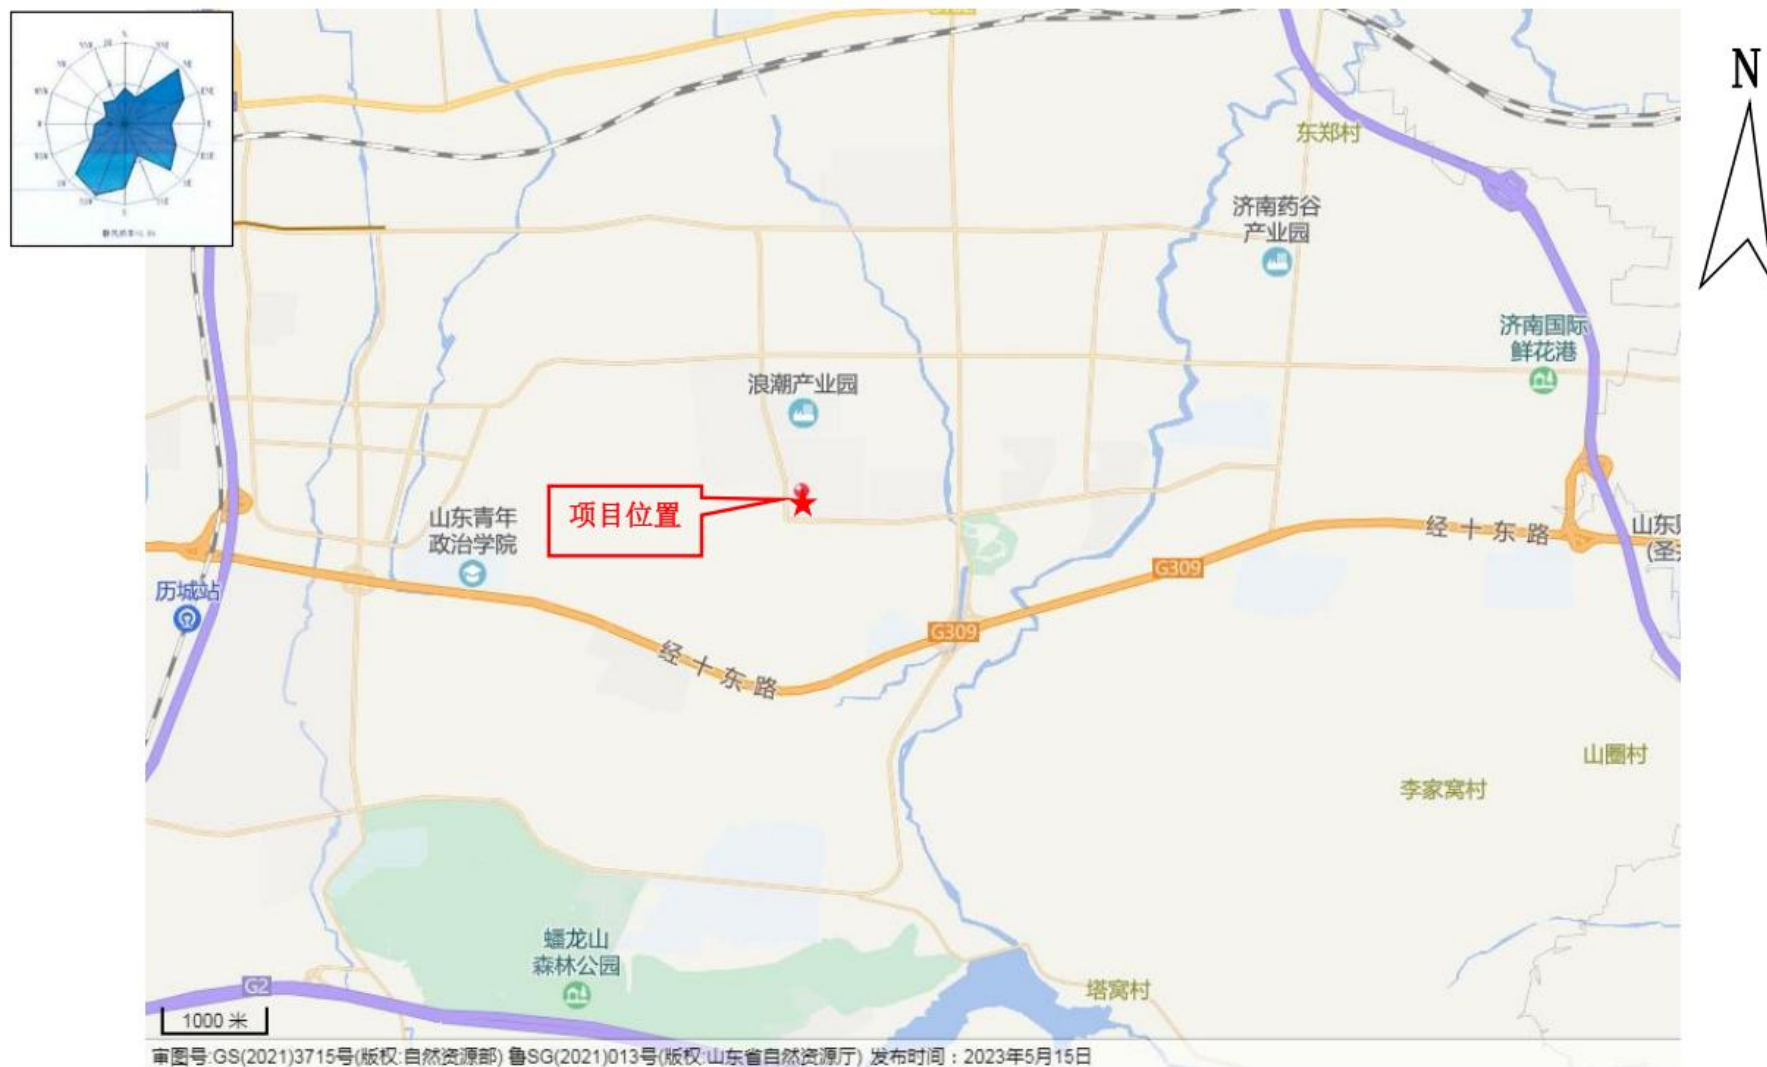 N
N
NE
E
SE
S
SW
东郑村
济南药谷
产业园
济南国际
鲜花港
浪潮产业园
项目位置
山东青年
政治学院
经十东路
G309
历城站
G309
经十东路
山圈村
李家窝村
蟠龙山
森林公园
G2
塔窝村
1000 米
审图号:GS(2021)3715号(版权:自然资源部) 鲁SG(2021)013号(版权:山东省自然资源厅) 发布时间：2023年5月15日